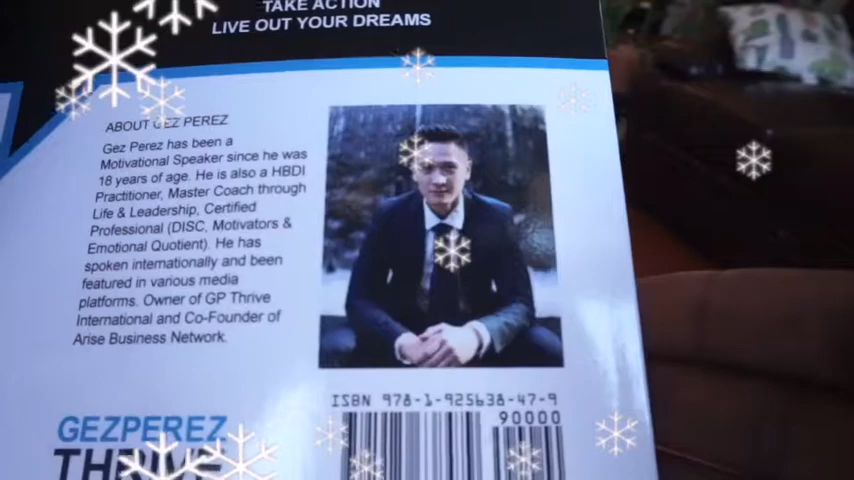 TAKE ACTION
LIVE OUT YOUR DREAMS
ABOUT GEZ PEREZ
Gez Perez has been a
Motivational Speaker since he was
18 years of age. He is also a HBDI
Practitioner, Master Coach through
Life & Leadership, Certified
Professional (DISC, Motivators &
Emotional Quotient). He has
spoken internationally and been
featured in various media
platforms. Owner of GP Thrive
International & Co-Founder of
Arise Business Network.
ISBN 978-1-925638-47-9
90000
GEZPEREZ
THRIVE